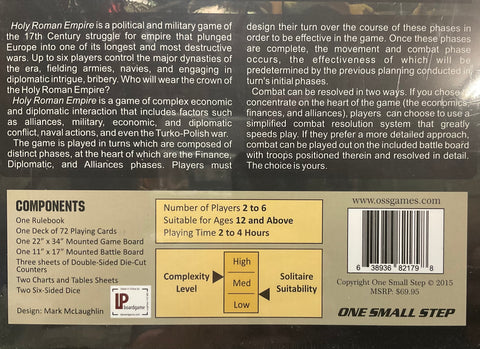 Holy Roman Empire is a political and military game of
the 17th Century struggle for empire that plunged
Europe into one of its longest and most destructive
wars. Up to six players control the major dynasties of
the era, fielding armies, navies, and engaging in
diplomatic intrigue, bribery. Who will wear the crown of
the Holy Roman Empire?
Holy Roman Empire is a game of complex economic
and diplomatic interaction that includes factors such
as alliances, military, economic, and diplomatic
conflict, naval actions, and even the Turko-Polish war.
The game is played in turns which are composed of
distinct phases, at the heart of which are the Finance,
Diplomatic, and Alliances phases. Players must
design their turn over the course of these phases in
order to be effective in the game. Once these phases
are complete, the movement and combat phase
occurs, the effectiveness of which will be
predetermined by the previous planning conducted in
turn's initial phases.
Combat can be resolved in two ways. If you chose
concentrate on the heart of the game (the economics,
finances, and alliances), players can choose to use a
simplified combat resolution system that greatly
speeds play. If they prefer a more detailed approach,
combat can be played out on the included battle board
with troops positioned therein and resolved in detail.
The choice is yours.
COMPONENTS
One Rulebook
One Deck of 72 Playing Cards
One 22" x 34" Mounted Game Board
One 11" x 17" Mounted Battle Board
Three sheets of Double-Sided Die-Cut
Counters
Two Charts and Tables Sheets
Two Six-Sided Dice
Design: Mark McLaughlin
boardgame
Number of Players 2 to 6
Suitable for Ages 12 and Above
Playing Time 2 to 4 Hours
Complexity
Level
High
Med
Low
Solitaire
Suitability
www.ossgames.com
6 38936 82179 8
Copyright One Small Step © 2015
MSRP: $69.95
ONE SMALL STEP